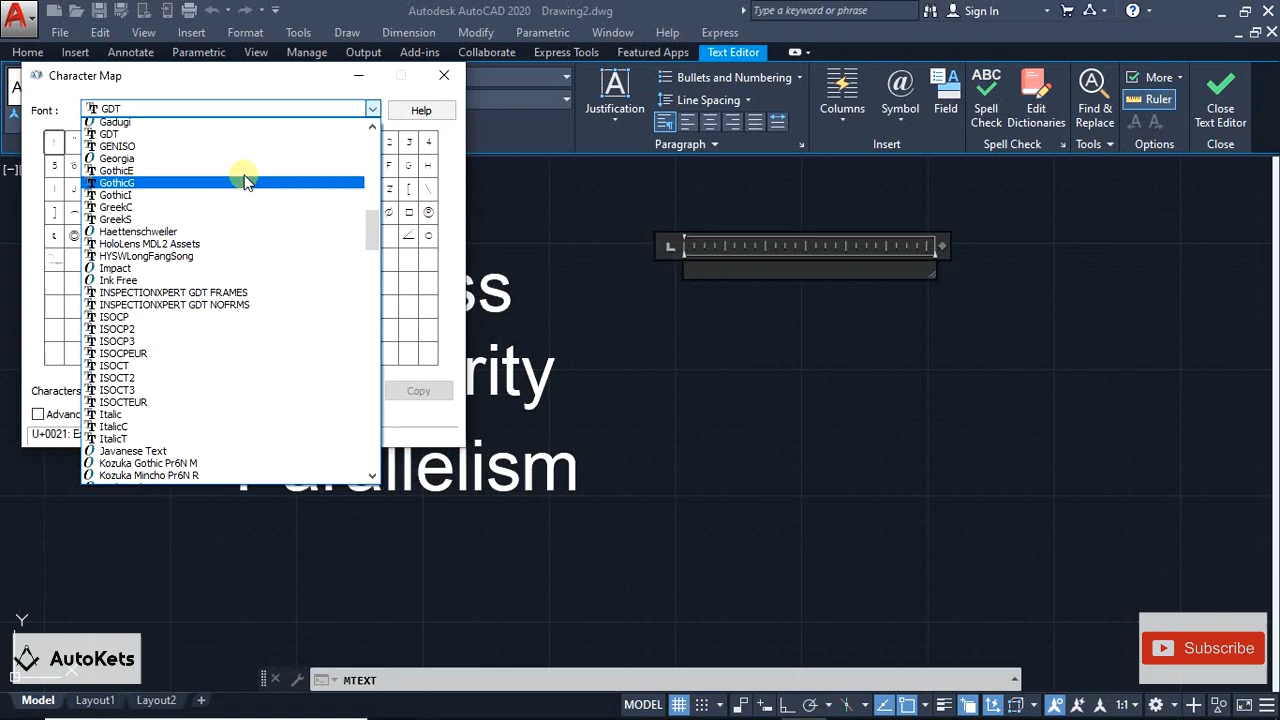 Autodesk AutoCAD 2020 Drawing2.dwg
Type a keyword or phrase
Sign In
File Edit View Insert Format Tools Draw Dimension Modify Parametric Window Help Express
Home Insert Annotate Parametric View Manage Output Add-ins Collaborate Express Tools Featured Apps Text Editor
Character Map
Font : GDT
Help
Gadugi
GDT
GENISO
Georgia
GothicE
GothicG
GothicI
GreekC
GreekS
Haettenschweiler
HoloLens MDL2 Assets
HYSWLongFangSong
Impact
Ink Free
INSPECTIONXPERT GDT FRAMES
INSPECTIONXPERT GDT NOFRMS
ISOCP
ISOCP2
ISOCP3
ISOCPEUR
ISOCT
ISOCT2
ISOCT3
ISOCTEUR
Italic
ItalicC
ItalicT
Javanese Text
Kozuka Gothic Pr6N M
Kozuka Mincho Pr6N R
Characters
Copy
Advan
U+0021: E
Justification
Bullets and Numbering
Line Spacing
Paragraph
Columns
Symbol
Field
Insert
Spell Check
Edit Dictionaries
Spell Check
Find & Replace
Tools
More
Ruler
Options
Close Text Editor
Close
ss
rity
Parallelism
Y
X
AutoKets
MTEXT
Subscribe
Model Layout1 Layout2 +
MODEL
1:1